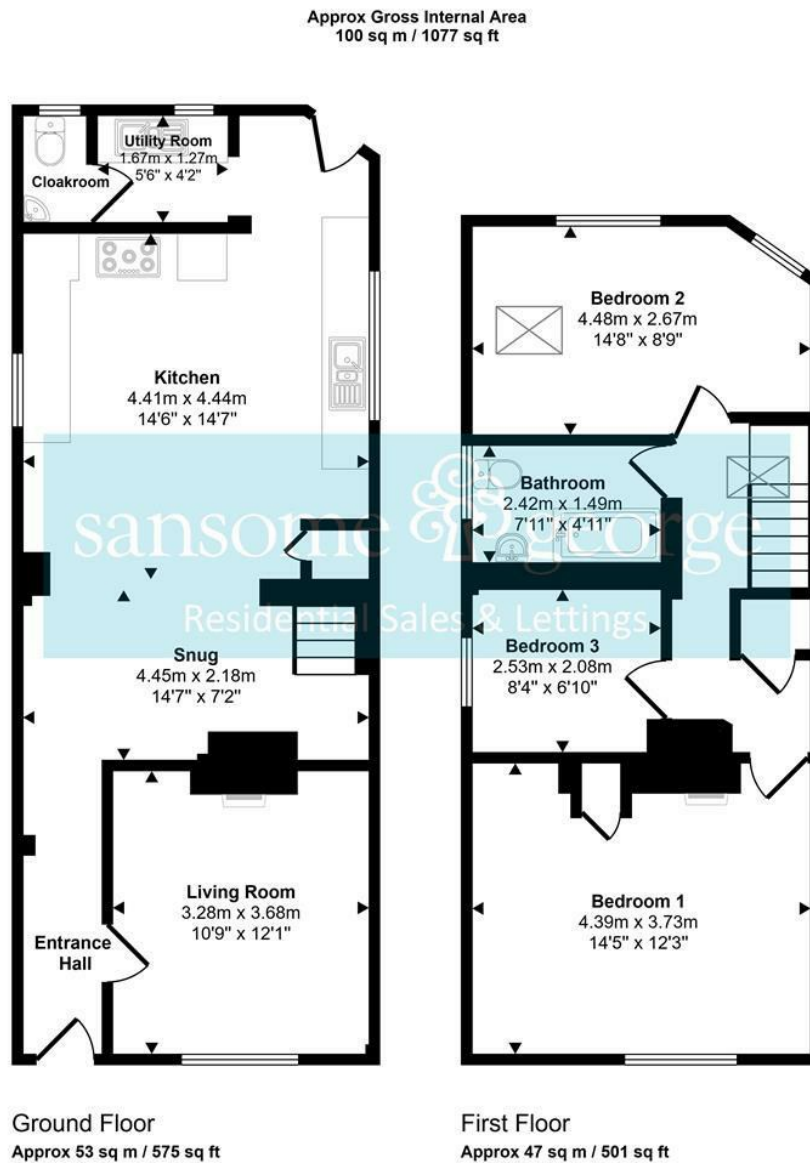 Approx Gross Internal Area
100 sq m / 1077 sq ft
Utility Room
1.67m x 1.27m
5'6" x 4'2"
Cloakroom
Kitchen
4.41m x 4.44m
14'6" x 14'7"
Snug
4.45m x 2.18m
14'7" x 7'2"
Living Room
3.28m x 3.68m
10'9" x 12'1"
Entrance
Hall
Ground Floor
Approx 53 sq m / 575 sq ft
Bedroom 2
4.48m x 2.67m
14'8" x 8'9"
Bathroom
2.42m x 1.49m
7'11" x 4'11"
Bedroom 3
2.53m x 2.08m
8'4" x 6'10"
Bedroom 1
4.39m x 3.73m
14'5" x 12'3"
First Floor
Approx 47 sq m / 501 sq ft
sansome george
Residential Sales & Lettings